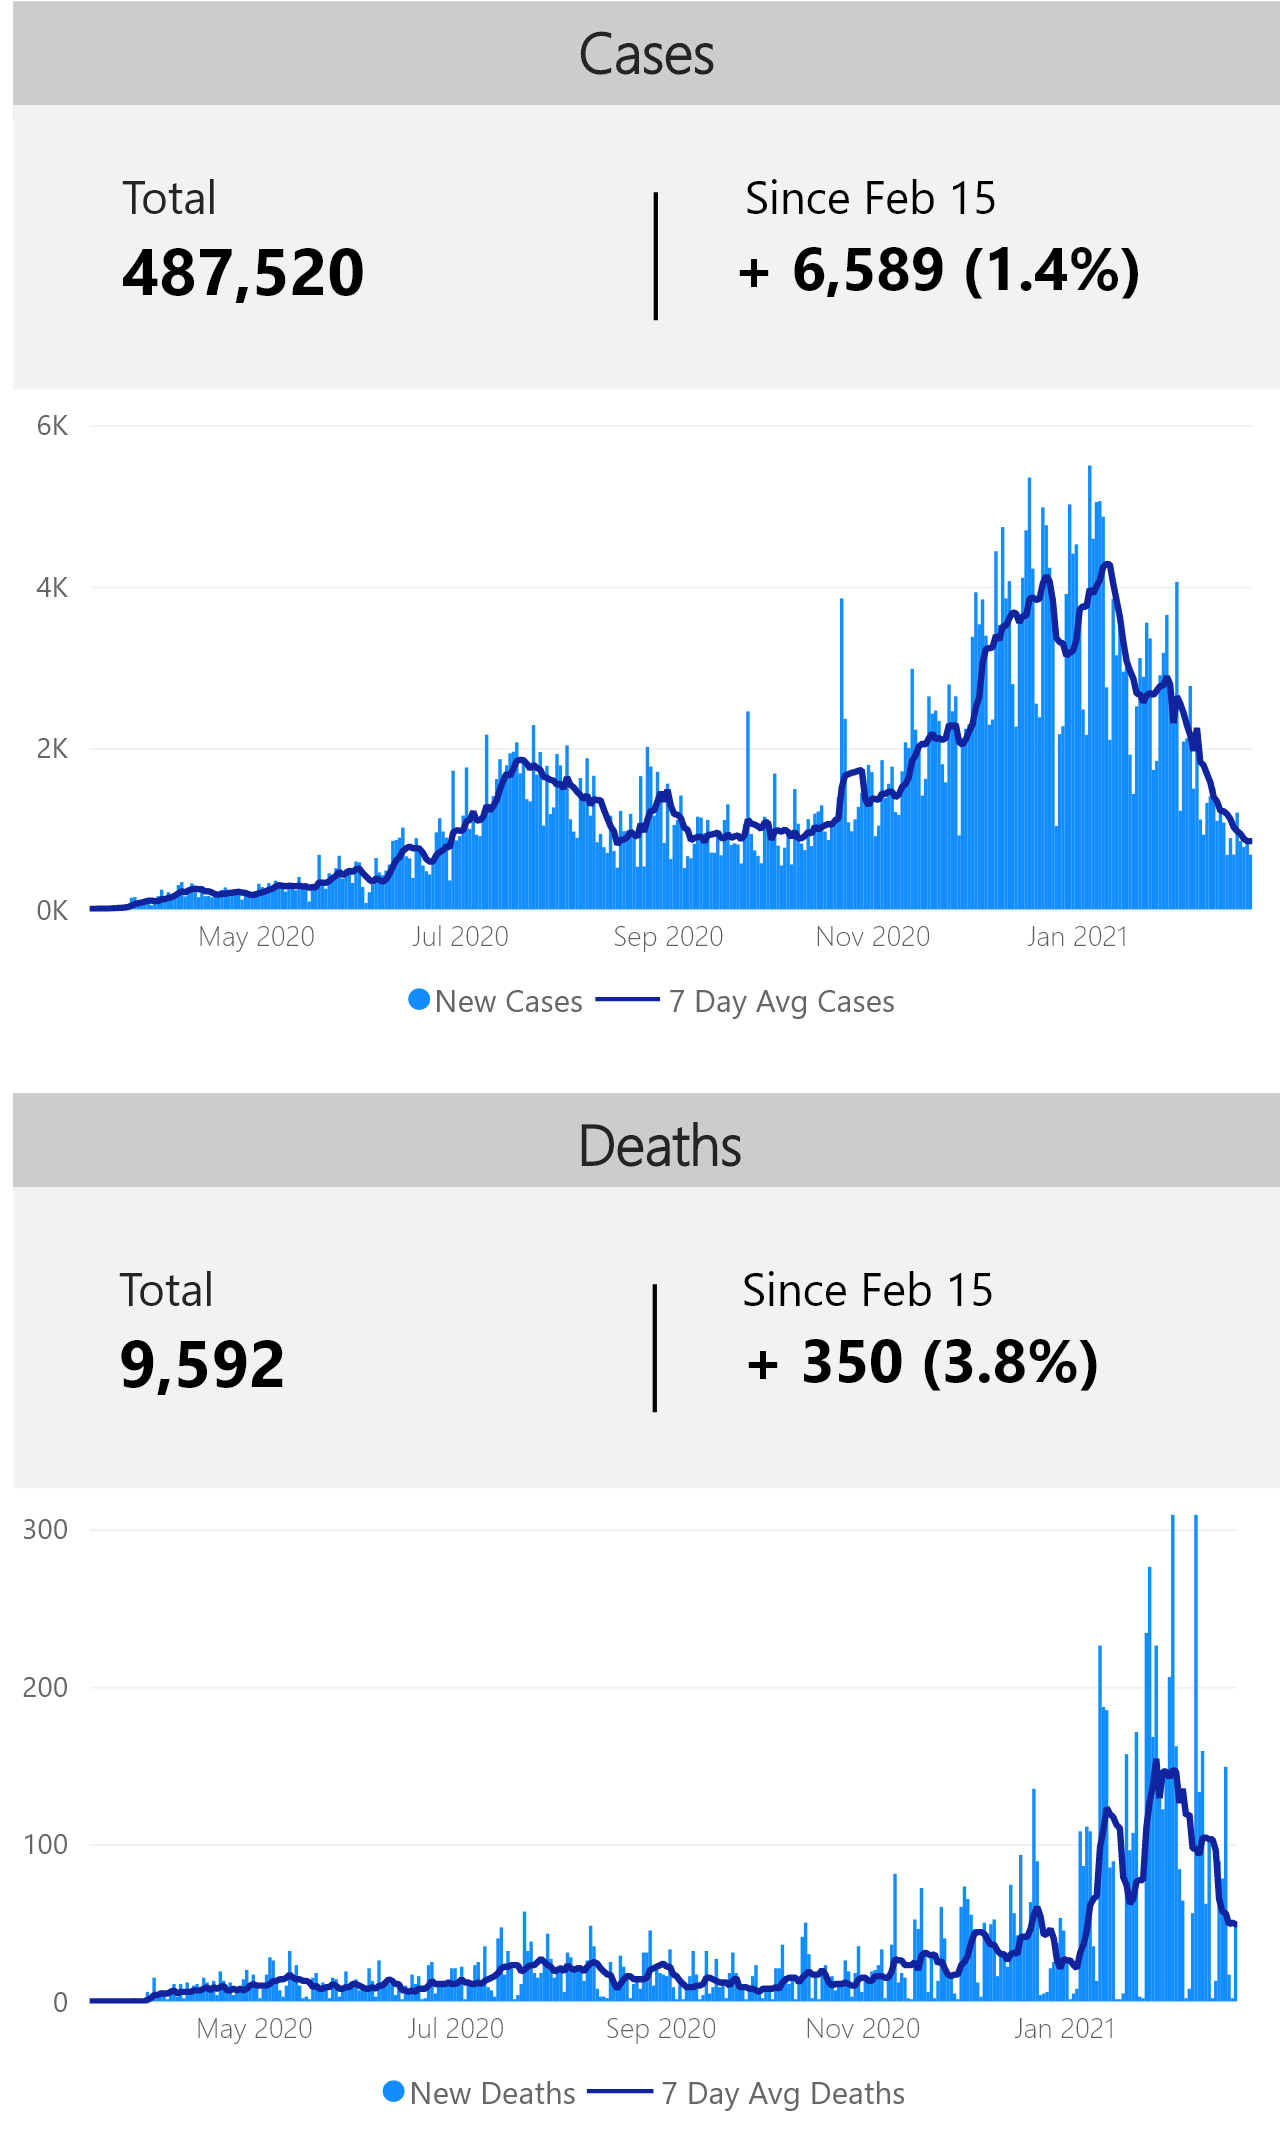 Cases
Total
Since Feb 15
487,520
+ 6,589 (1.4%)
6K
4K
2K
0K
May 2020
Jul 2020
Sep 2020
Nov 2020
Jan 2021
New Cases
7 Day Avg Cases
Deaths
Total
Since Feb 15
9,592
+ 350 (3.8%)
300
200
100
0
May 2020
Jul 2020
Sep 2020
Nov 2020
Jan 2021
New Deaths
7 Day Avg Deaths